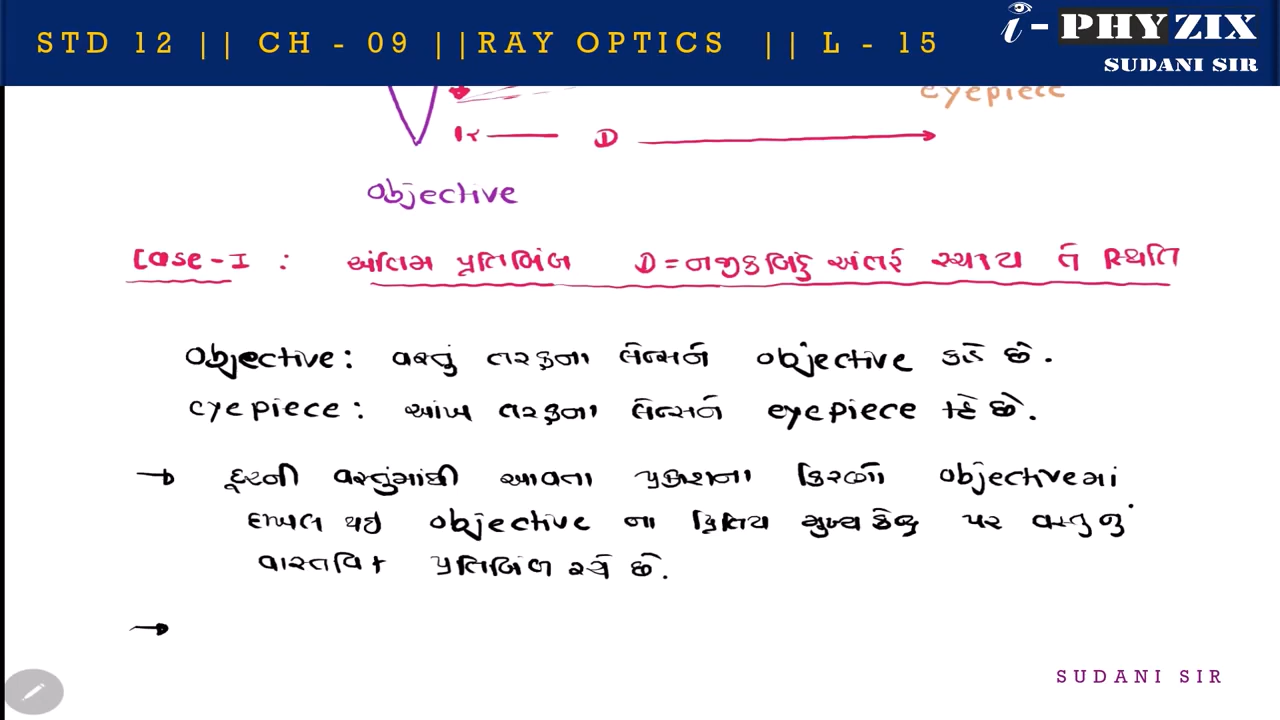 STD 12 || CH - 09 ||RAY OPTICS || L - 15
i-PHYZIX
SUDANI SIR
eyepiece
D
Objective
Case-I : અંતિમ પ્રતિબિંબ D = નજીકબિંદુ અંતરે રચાય તે સ્થિતિ
Objective: વસ્તુ તરફના લેન્સને objective કહે છે.
eyepiece: આંખ તરફના લેન્સને eyepiece કહે છે.
→ દૂરની વસ્તુમાંથી આવતા પ્રકાશના કિરણો objectiveમાં
દાખલ થઇ objective ના દ્વિતિય મુખ્ય કેન્દ્ર પર વસ્તુનું
વાસ્તવિક પ્રતિબિંબ રચે છે.
→
SUDANI SIR